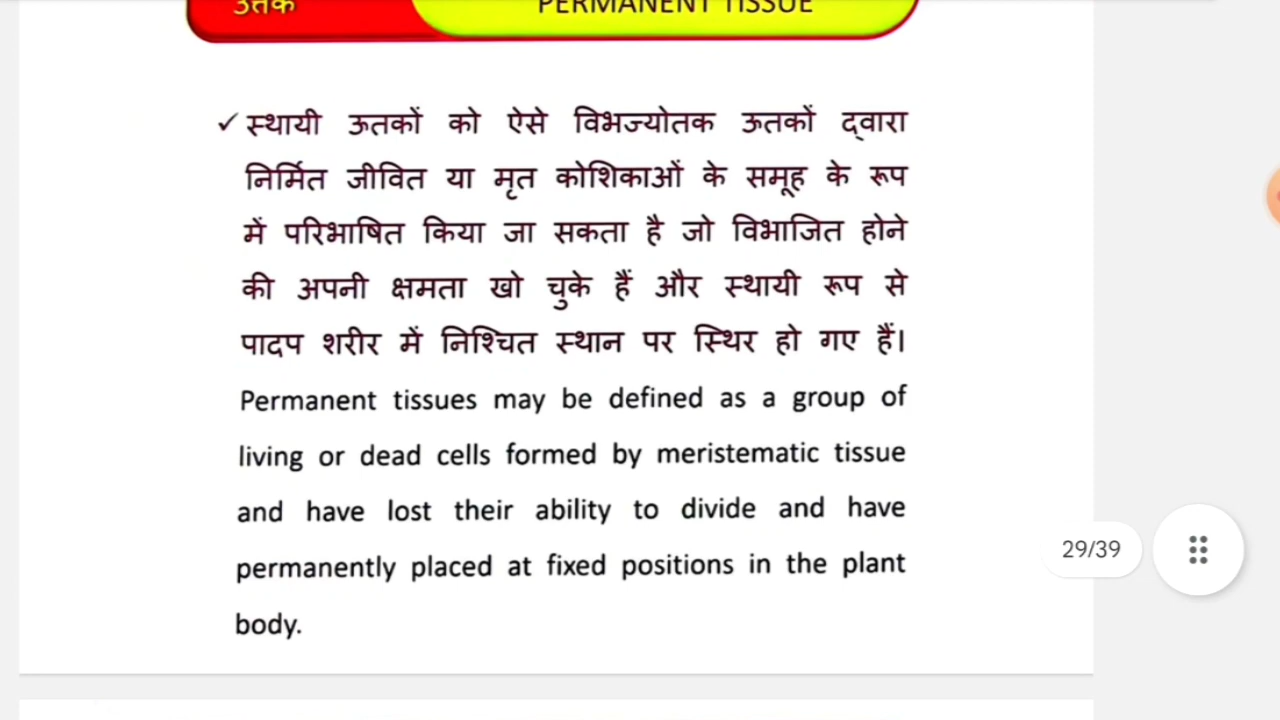 ऊतक
PERMANENT TISSUE
✓ स्थायी ऊतकों को ऐसे विभज्योतक ऊतकों द्वारा
निर्मित जीवित या मृत कोशिकाओं के समूह के रूप
में परिभाषित किया जा सकता है जो विभाजित होने
की अपनी क्षमता खो चुके हैं और स्थायी रूप से
पादप शरीर में निश्चित स्थान पर स्थिर हो गए हैं।
Permanent tissues may be defined as a group of
living or dead cells formed by meristematic tissue
and have lost their ability to divide and have
permanently placed at fixed positions in the plant
body.
29/39